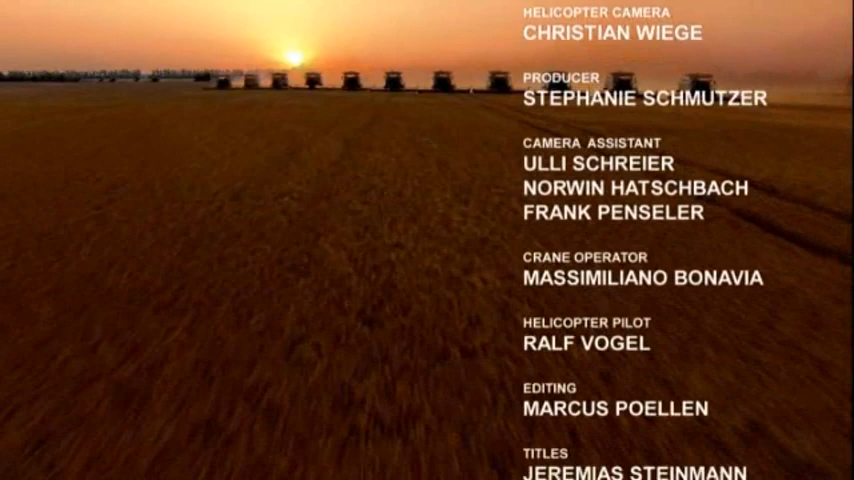 HELICOPTER CAMERA
CHRISTIAN WIEGE
PRODUCER
STEPHANIE SCHMUTZER
CAMERA ASSISTANT
ULLI SCHREIER
NORWIN HATSCHBACH
FRANK PENSELER
CRANE OPERATOR
MASSIMILIANO BONAVIA
HELICOPTER PILOT
RALF VOGEL
EDITING
MARCUS POELLEN
TITLES
JEREMIAS STEINMANN